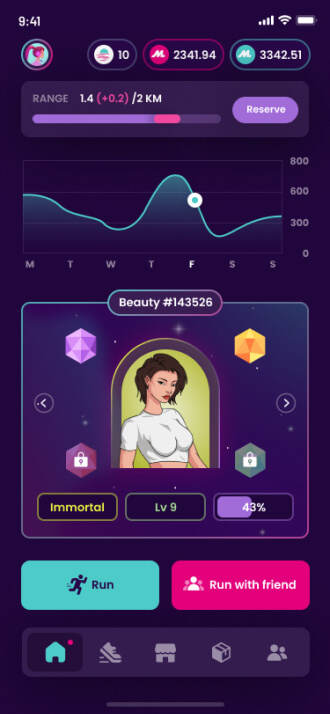 9:41
10
2341.94
3342.51
RANGE 1.4 (+0.2) /2 KM
Reserve
800
600
300
0
M T W T F S S
Beauty #143526
Immortal
Lv 9
43%
Run
Run with friend